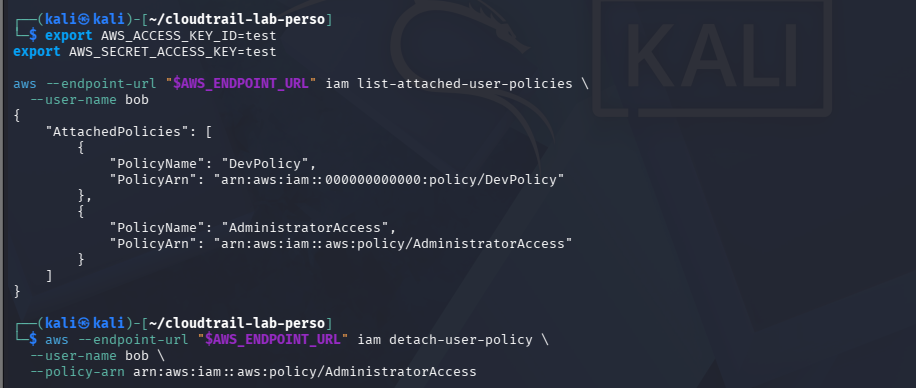 ┌──(kali㉿kali)-[~/cloudtrail-lab-perso]
└─$ export AWS_ACCESS_KEY_ID=test
export AWS_SECRET_ACCESS_KEY=test

aws --endpoint-url "$AWS_ENDPOINT_URL" iam list-attached-user-policies \
  --user-name bob
{
    "AttachedPolicies": [
        {
            "PolicyName": "DevPolicy",
            "PolicyArn": "arn:aws:iam::000000000000:policy/DevPolicy"
        },
        {
            "PolicyName": "AdministratorAccess",
            "PolicyArn": "arn:aws:iam::aws:policy/AdministratorAccess"
        }
    ]
}

┌──(kali㉿kali)-[~/cloudtrail-lab-perso]
└─$ aws --endpoint-url "$AWS_ENDPOINT_URL" iam detach-user-policy \
  --user-name bob \
  --policy-arn arn:aws:iam::aws:policy/AdministratorAccess
KALI